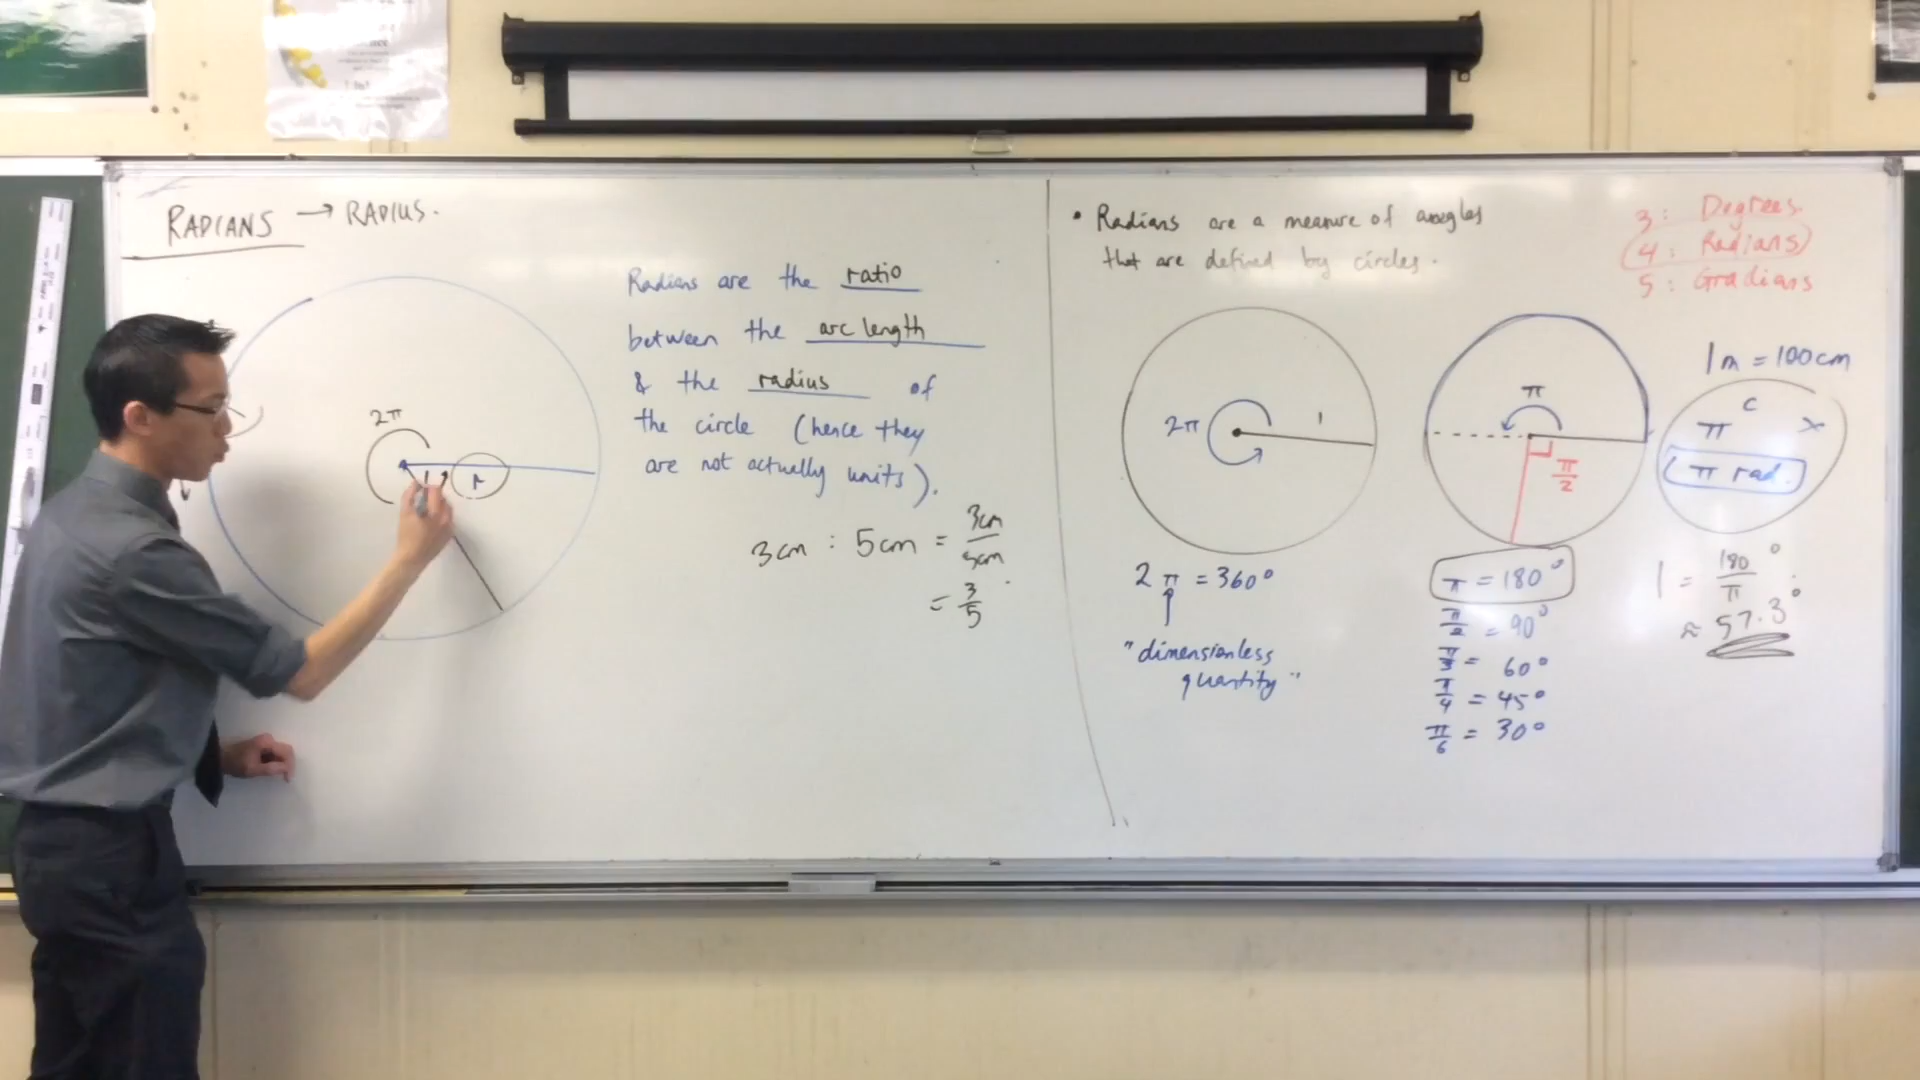 RADIANS → RADIUS.
2π
1
r
Radians are the ratio
between the arc length
& the radius of
the circle (hence they
are not actually units).
3cm : 5cm = 3cm/5cm
= 3/5
• Radians are a measure of angles
that are defined by circles.
3: Degrees
4: Radians
5: Gradians
2π
1
2π = 360°
"dimensionless
quantity"
π
π/2
π = 180°
π/2 = 90°
π/3 = 60°
π/4 = 45°
π/6 = 30°
1m = 100cm
π c ×
π rad.
1 = 180°/π
≈ 57.3°